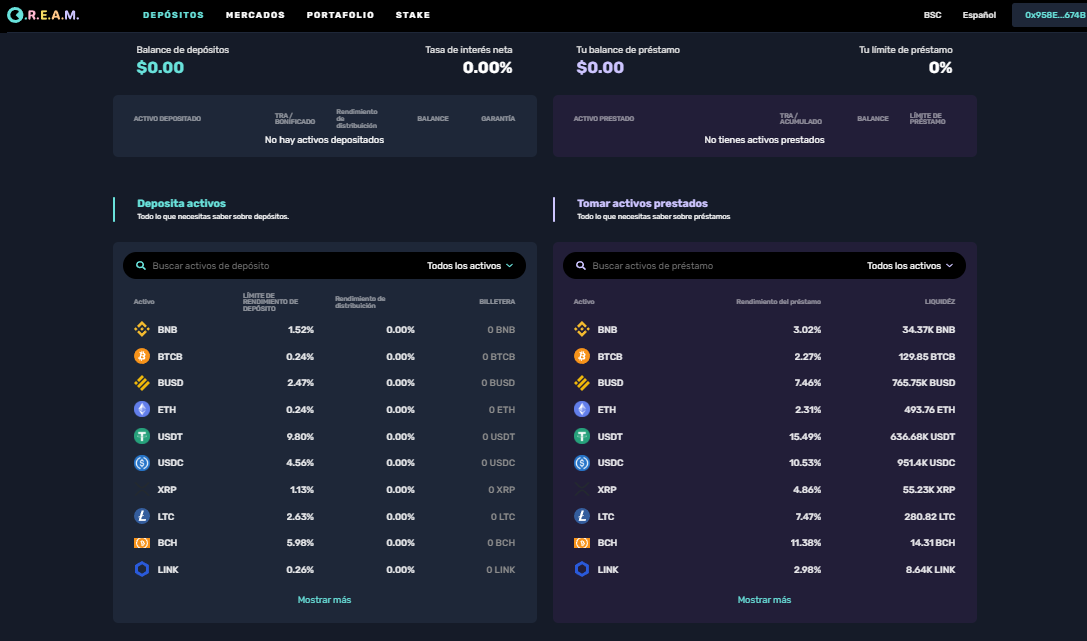 C.R.E.A.M. DEPÓSITOS MERCADOS PORTAFOLIO STAKE BSC Español 0x958E...674B
Balance de depósitos Tasa de interés neta Tu balance de préstamo Tu límite de préstamo
$0.00 0.00% $0.00 0%
ACTIVO DEPOSITADO TRA / BONIFICADO Rendimiento de distribuición BALANCE GARANTÍA
No hay activos depositados
ACTIVO PRESTADO TRA / ACUMULADO BALANCE LÍMITE DE PRÉSTAMO
No tienes activos prestados
Deposita activos
Todo lo que necesitas saber sobre depósitos.
Buscar activos de depósito Todos los activos
Activo LÍMITE DE RENDIMIENTO DE DEPÓSITO Rendimiento de distribuición BILLETERA
BNB 1.52% 0.00% 0 BNB
BTCB 0.24% 0.00% 0 BTCB
BUSD 2.47% 0.00% 0 BUSD
ETH 0.24% 0.00% 0 ETH
USDT 9.80% 0.00% 0 USDT
USDC 4.56% 0.00% 0 USDC
XRP 1.13% 0.00% 0 XRP
LTC 2.63% 0.00% 0 LTC
BCH 5.98% 0.00% 0 BCH
LINK 0.26% 0.00% 0 LINK
Mostrar más
Tomar activos prestados
Todo lo que necesitas saber sobre préstamos
Buscar activos de préstamo Todos los activos
Activo Rendimiento del préstamo LIQUIDÉZ
BNB 3.02% 34.37K BNB
BTCB 2.27% 129.85 BTCB
BUSD 7.46% 765.75K BUSD
ETH 2.31% 493.76 ETH
USDT 15.49% 636.68K USDT
USDC 10.53% 951.4K USDC
XRP 4.86% 55.23K XRP
LTC 7.47% 280.82 LTC
BCH 11.38% 14.31 BCH
LINK 2.98% 8.64K LINK
Mostrar más